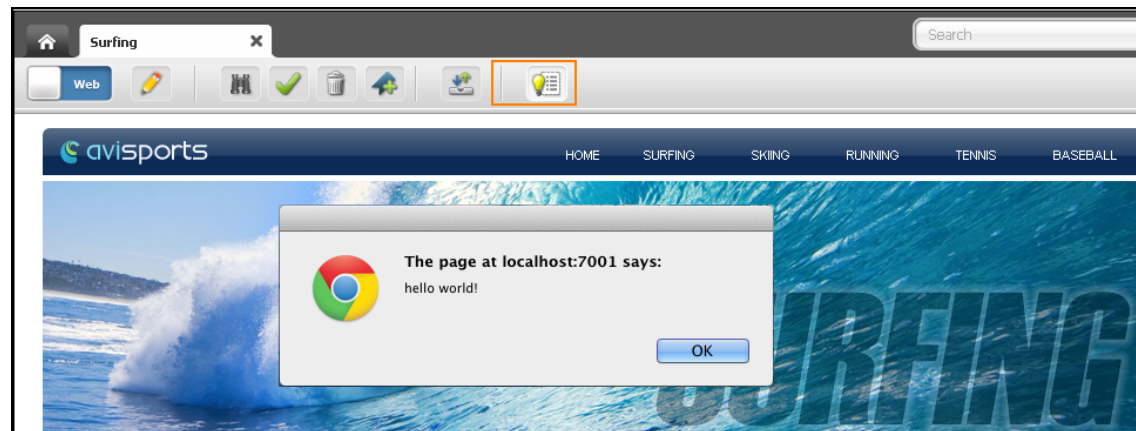 Surfing
Search
Web
avisports
HOME SURFING SKIING RUNNING TENNIS BASEBALL
The page at localhost:7001 says:
hello world!
OK
SURFING